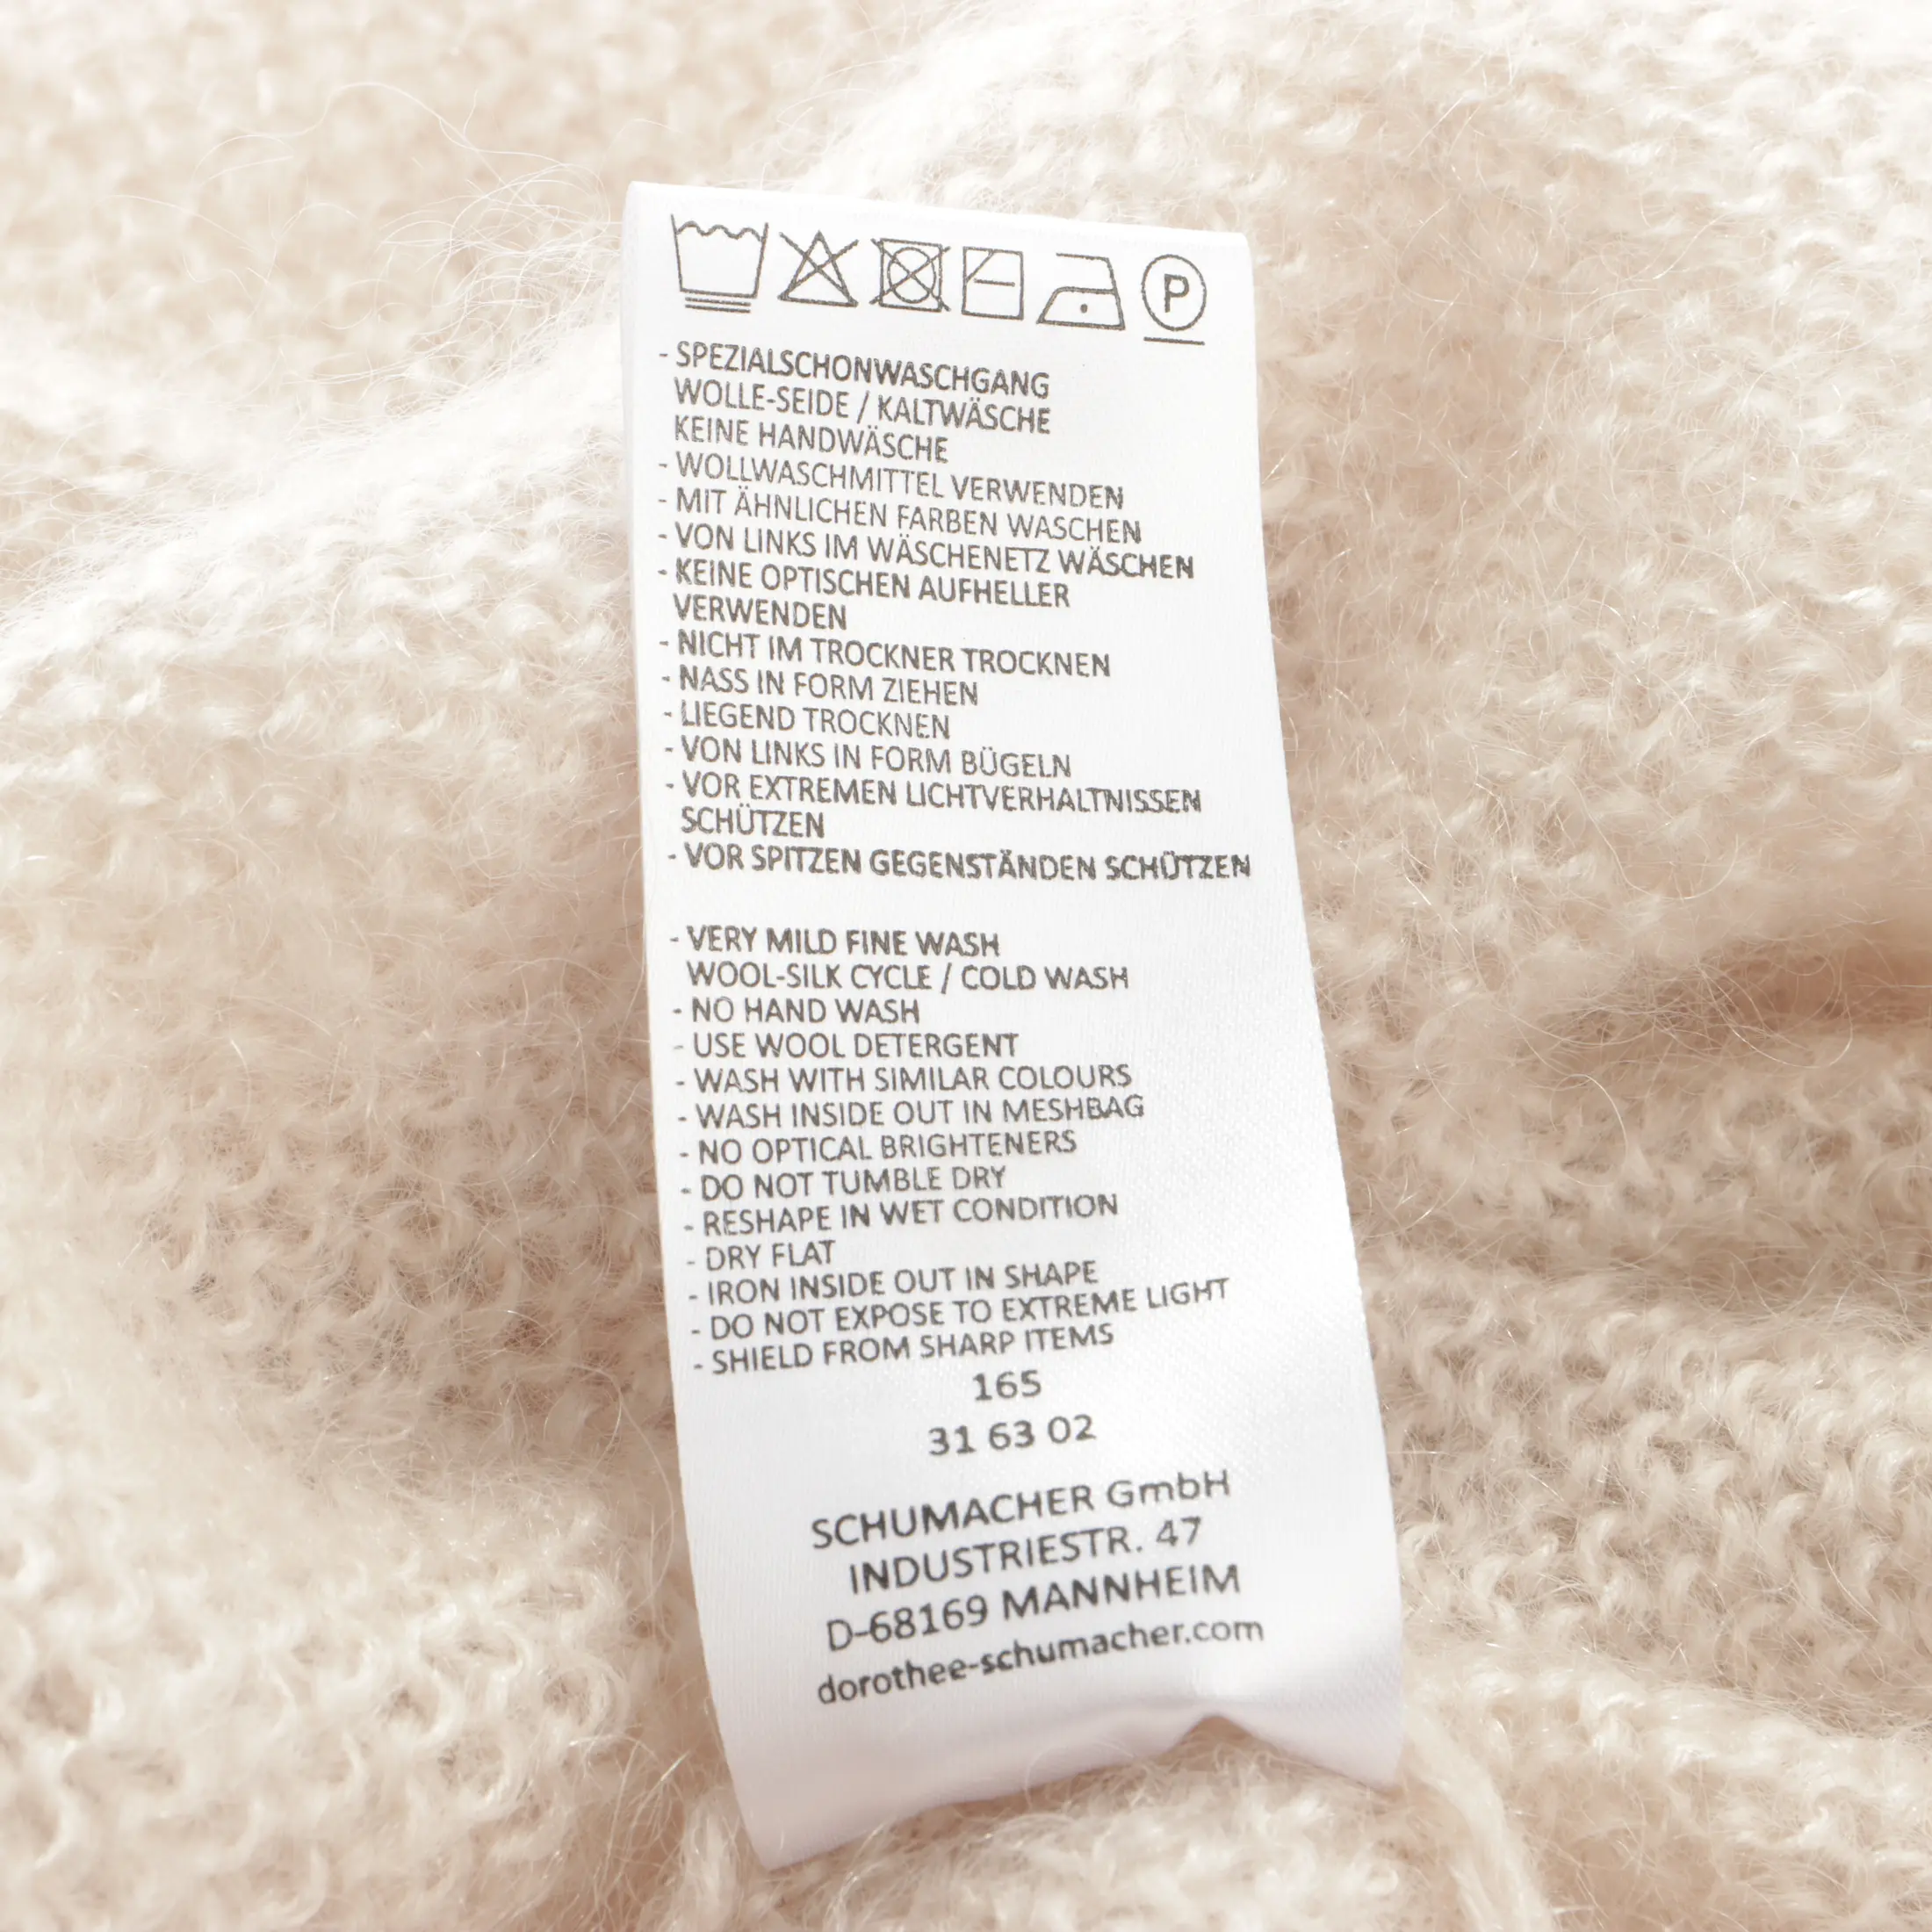 P
- SPEZIALSCHONWASCHGANG
WOLLE-SEIDE / KALTWÄSCHE
KEINE HANDWÄSCHE
- WOLLWASCHMITTEL VERWENDEN
- MIT ÄHNLICHEN FARBEN WASCHEN
- VON LINKS IM WÄSCHENETZ WÄSCHEN
- KEINE OPTISCHEN AUFHELLER
VERWENDEN
- NICHT IM TROCKNER TROCKNEN
- NASS IN FORM ZIEHEN
- LIEGEND TROCKNEN
- VON LINKS IN FORM BÜGELN
- VOR EXTREMEN LICHTVERHALTNISSEN
SCHÜTZEN
- VOR SPITZEN GEGENSTÄNDEN SCHÜTZEN
- VERY MILD FINE WASH
WOOL-SILK CYCLE / COLD WASH
- NO HAND WASH
- USE WOOL DETERGENT
- WASH WITH SIMILAR COLOURS
- WASH INSIDE OUT IN MESHBAG
- NO OPTICAL BRIGHTENERS
- DO NOT TUMBLE DRY
- RESHAPE IN WET CONDITION
- DRY FLAT
- IRON INSIDE OUT IN SHAPE
- DO NOT EXPOSE TO EXTREME LIGHT
- SHIELD FROM SHARP ITEMS
165
31 63 02
SCHUMACHER GmbH
INDUSTRIESTR. 47
D-68169 MANNHEIM
dorothee-schumacher.com